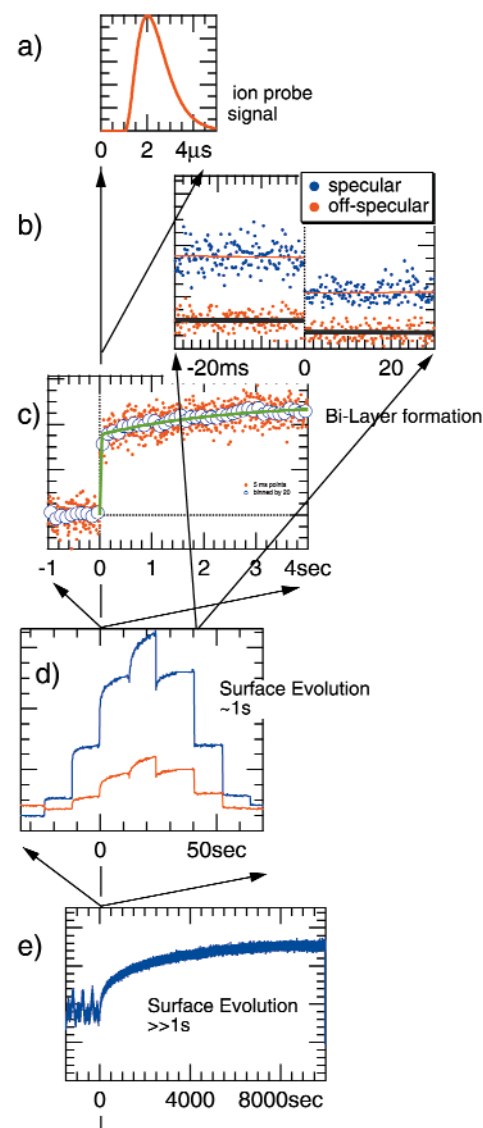 a)
ion probe
signal
0 2 4µs
specular
off-specular
b)
-20ms 0 20
c)
Bi-Layer formation
5 ms points
binned by 20
-1 0 1 2 3 4sec
d)
Surface Evolution
~1s
0 50sec
e)
Surface Evolution
>>1s
0 4000 8000sec